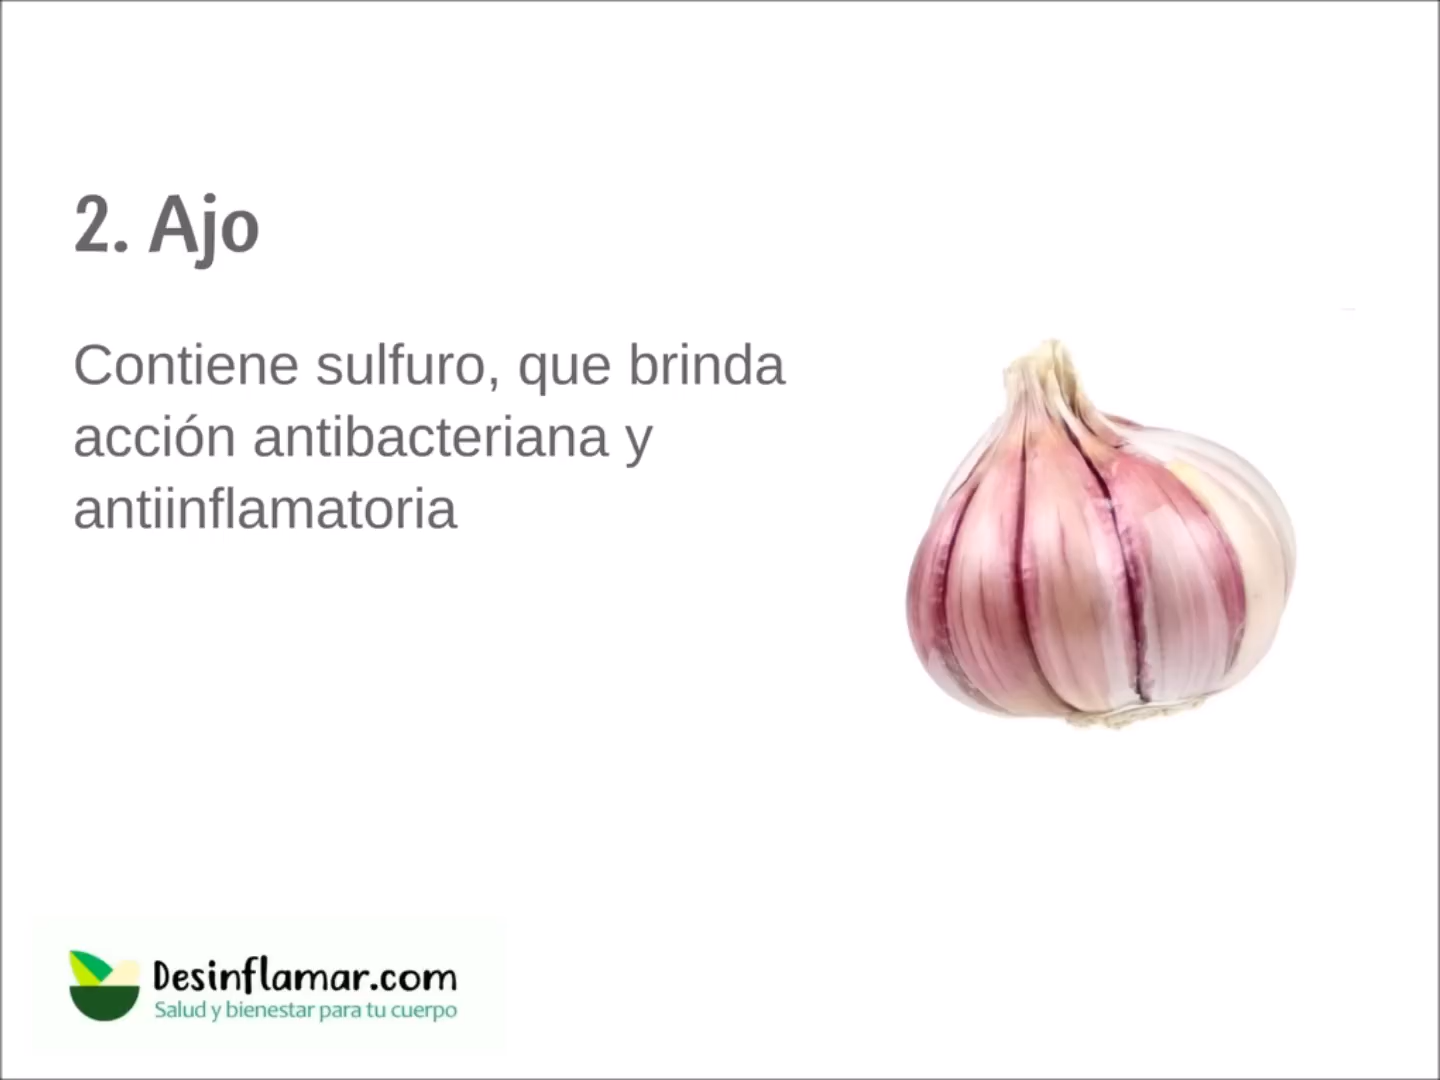 2. Ajo
Contiene sulfuro, que brinda
acción antibacteriana y
antiinflamatoria
Desinflamar.com
Salud y bienestar para tu cuerpo